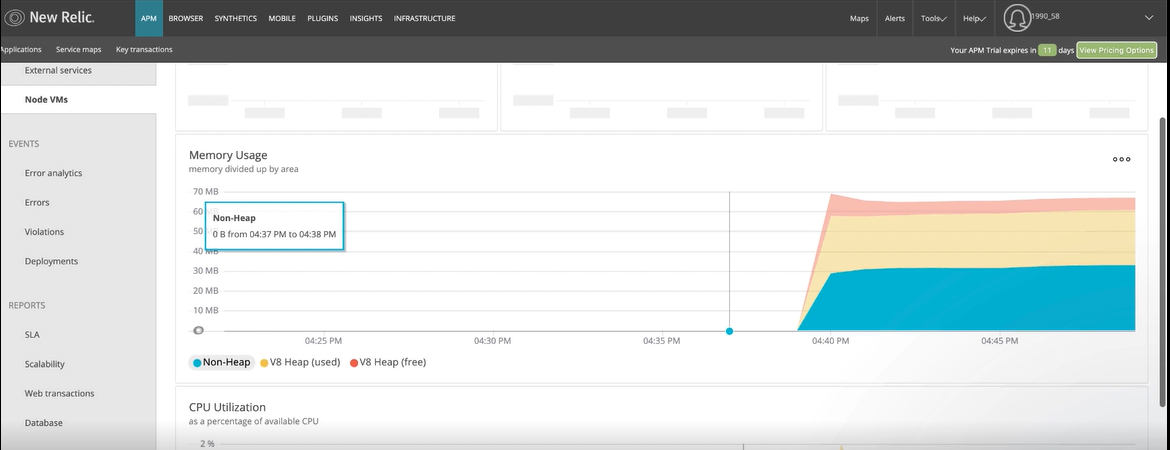 New Relic. APM BROWSER SYNTHETICS MOBILE PLUGINS INSIGHTS INFRASTRUCTURE Maps Alerts Tools Help 1990_58
Applications Service maps Key transactions Your APM Trial expires in 11 days View Pricing Options
External services
Node VMs
EVENTS
Error analytics
Errors
Violations
Deployments
REPORTS
SLA
Scalability
Web transactions
Database
Memory Usage
memory divided up by area
70 MB
60
Non-Heap
50
0 B from 04:37 PM to 04:38 PM
40 MB
30 MB
20 MB
10 MB
04:25 PM 04:30 PM 04:35 PM 04:40 PM 04:45 PM
Non-Heap V8 Heap (used) V8 Heap (free)
CPU Utilization
as a percentage of available CPU
2 %